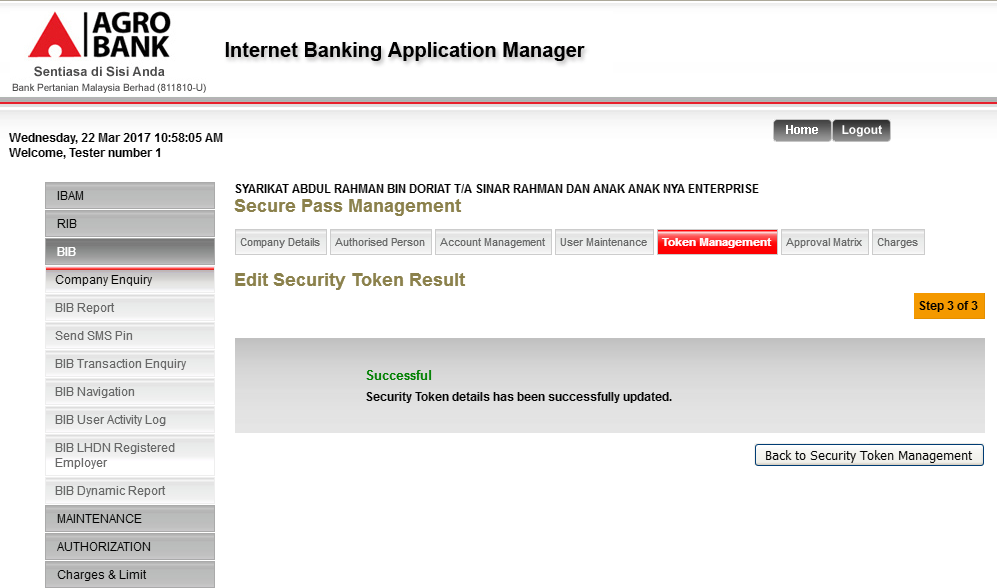 AGRO
BANK
Sentiasa di Sisi Anda
Bank Pertanian Malaysia Berhad (811810-U)
Internet Banking Application Manager
Wednesday, 22 Mar 2017 10:58:05 AM
Welcome, Tester number 1
Home
Logout
IBAM
RIB
BIB
Company Enquiry
BIB Report
Send SMS Pin
BIB Transaction Enquiry
BIB Navigation
BIB User Activity Log
BIB LHDN Registered
Employer
BIB Dynamic Report
MAINTENANCE
AUTHORIZATION
Charges & Limit
SYARIKAT ABDUL RAHMAN BIN DORIAT T/A SINAR RAHMAN DAN ANAK ANAK NYA ENTERPRISE
Secure Pass Management
Company Details
Authorised Person
Account Management
User Maintenance
Token Management
Approval Matrix
Charges
Edit Security Token Result
Step 3 of 3
Successful
Security Token details has been successfully updated.
Back to Security Token Management